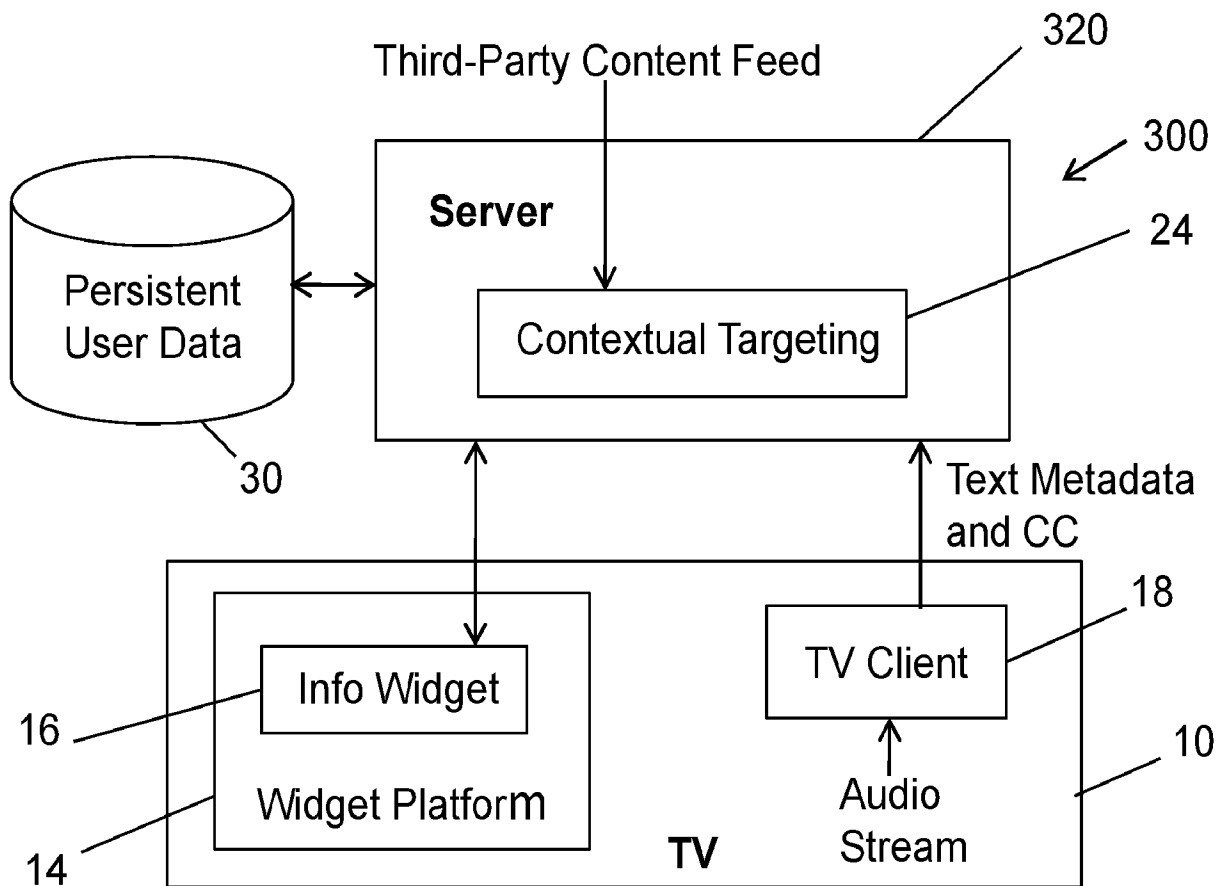 320
Third-Party Content Feed
300
Server
24
Persistent
User Data
Contextual Targeting
30
Text Metadata
and CC
18
TV Client
Info Widget
16
10
Widget Platform
Audio
Stream
TV
14